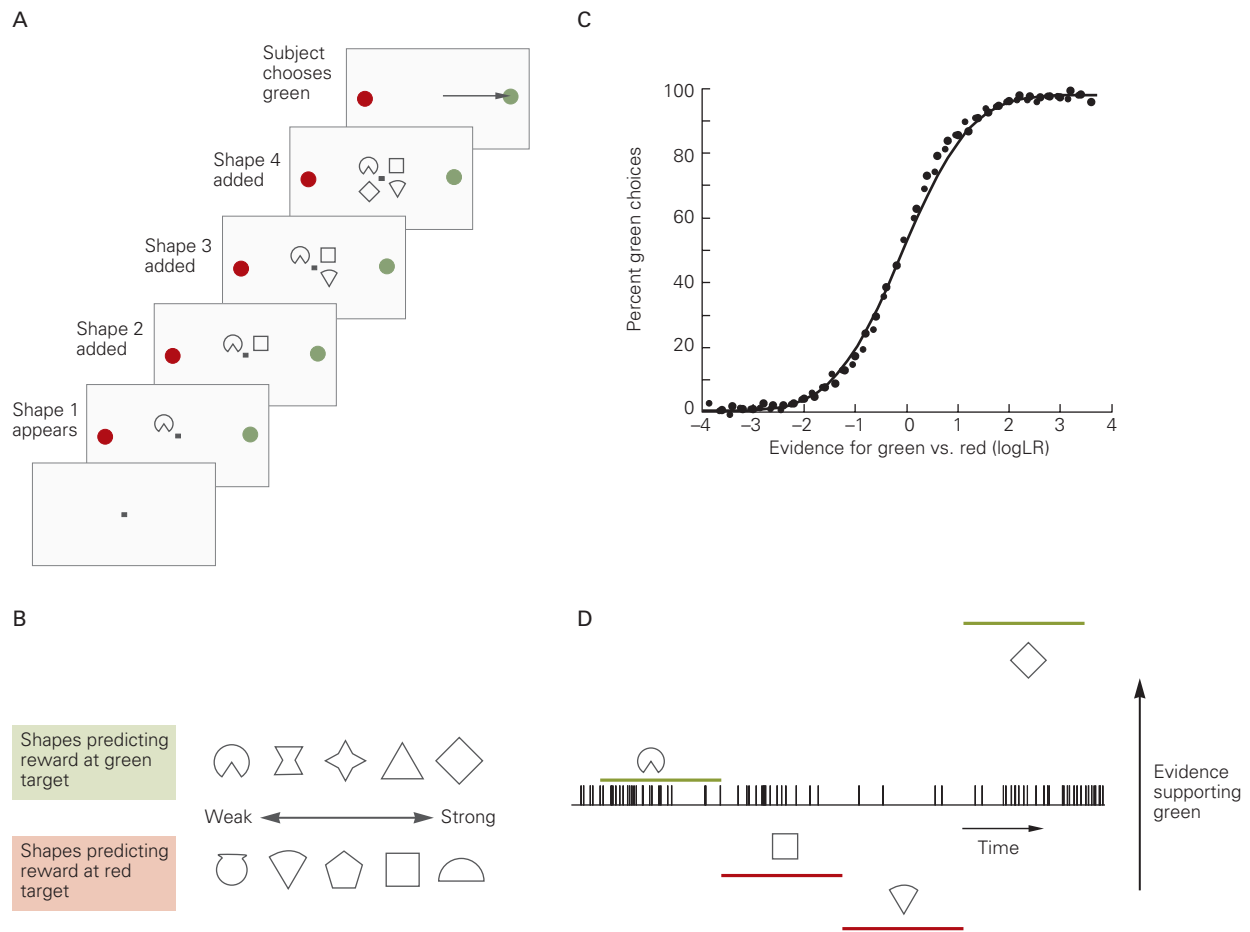 A
Subject
chooses
green
Shape 4
added
Shape 3
added
Shape 2
added
Shape 1
appears
C
100
80
60
40
20
0
Percent green choices
–4 –3 –2 –1 0 1 2 3 4
Evidence for green vs. red (logLR)
B
Shapes predicting
reward at green
target
Weak Strong
Shapes predicting
reward at red
target
D
Evidence
supporting
green
Time